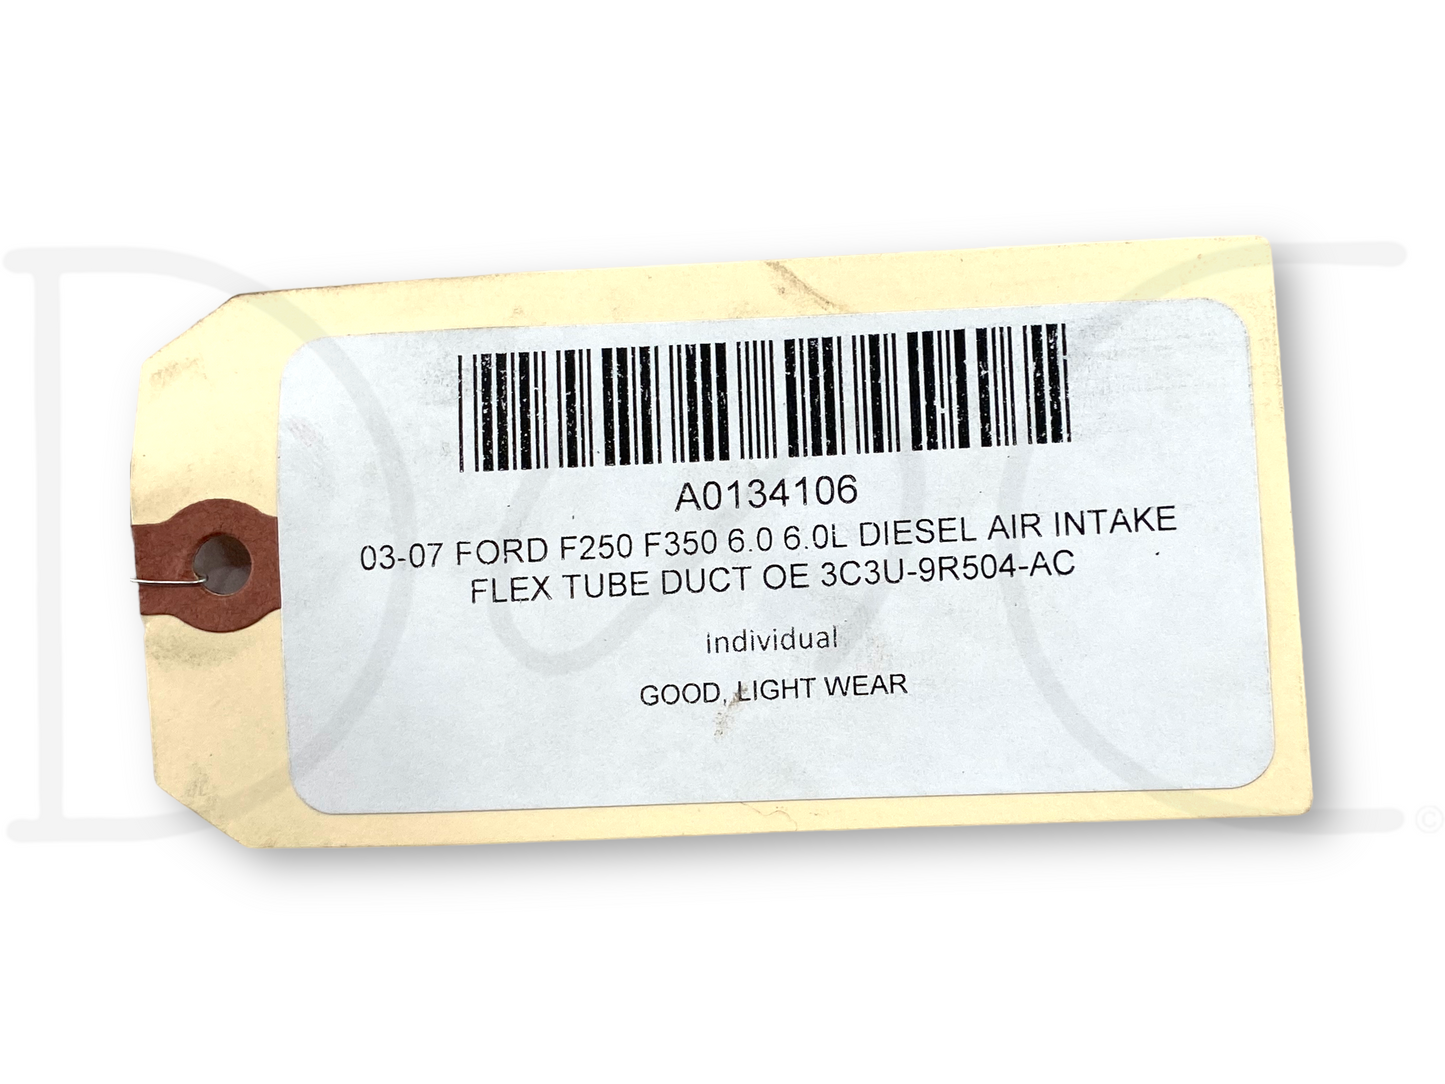 A0134106
03-07 FORD F250 F350 6.0 6.0L DIESEL AIR INTAKE
FLEX TUBE DUCT OE 3C3U-9R504-AC
individual
GOOD, LIGHT WEAR
©